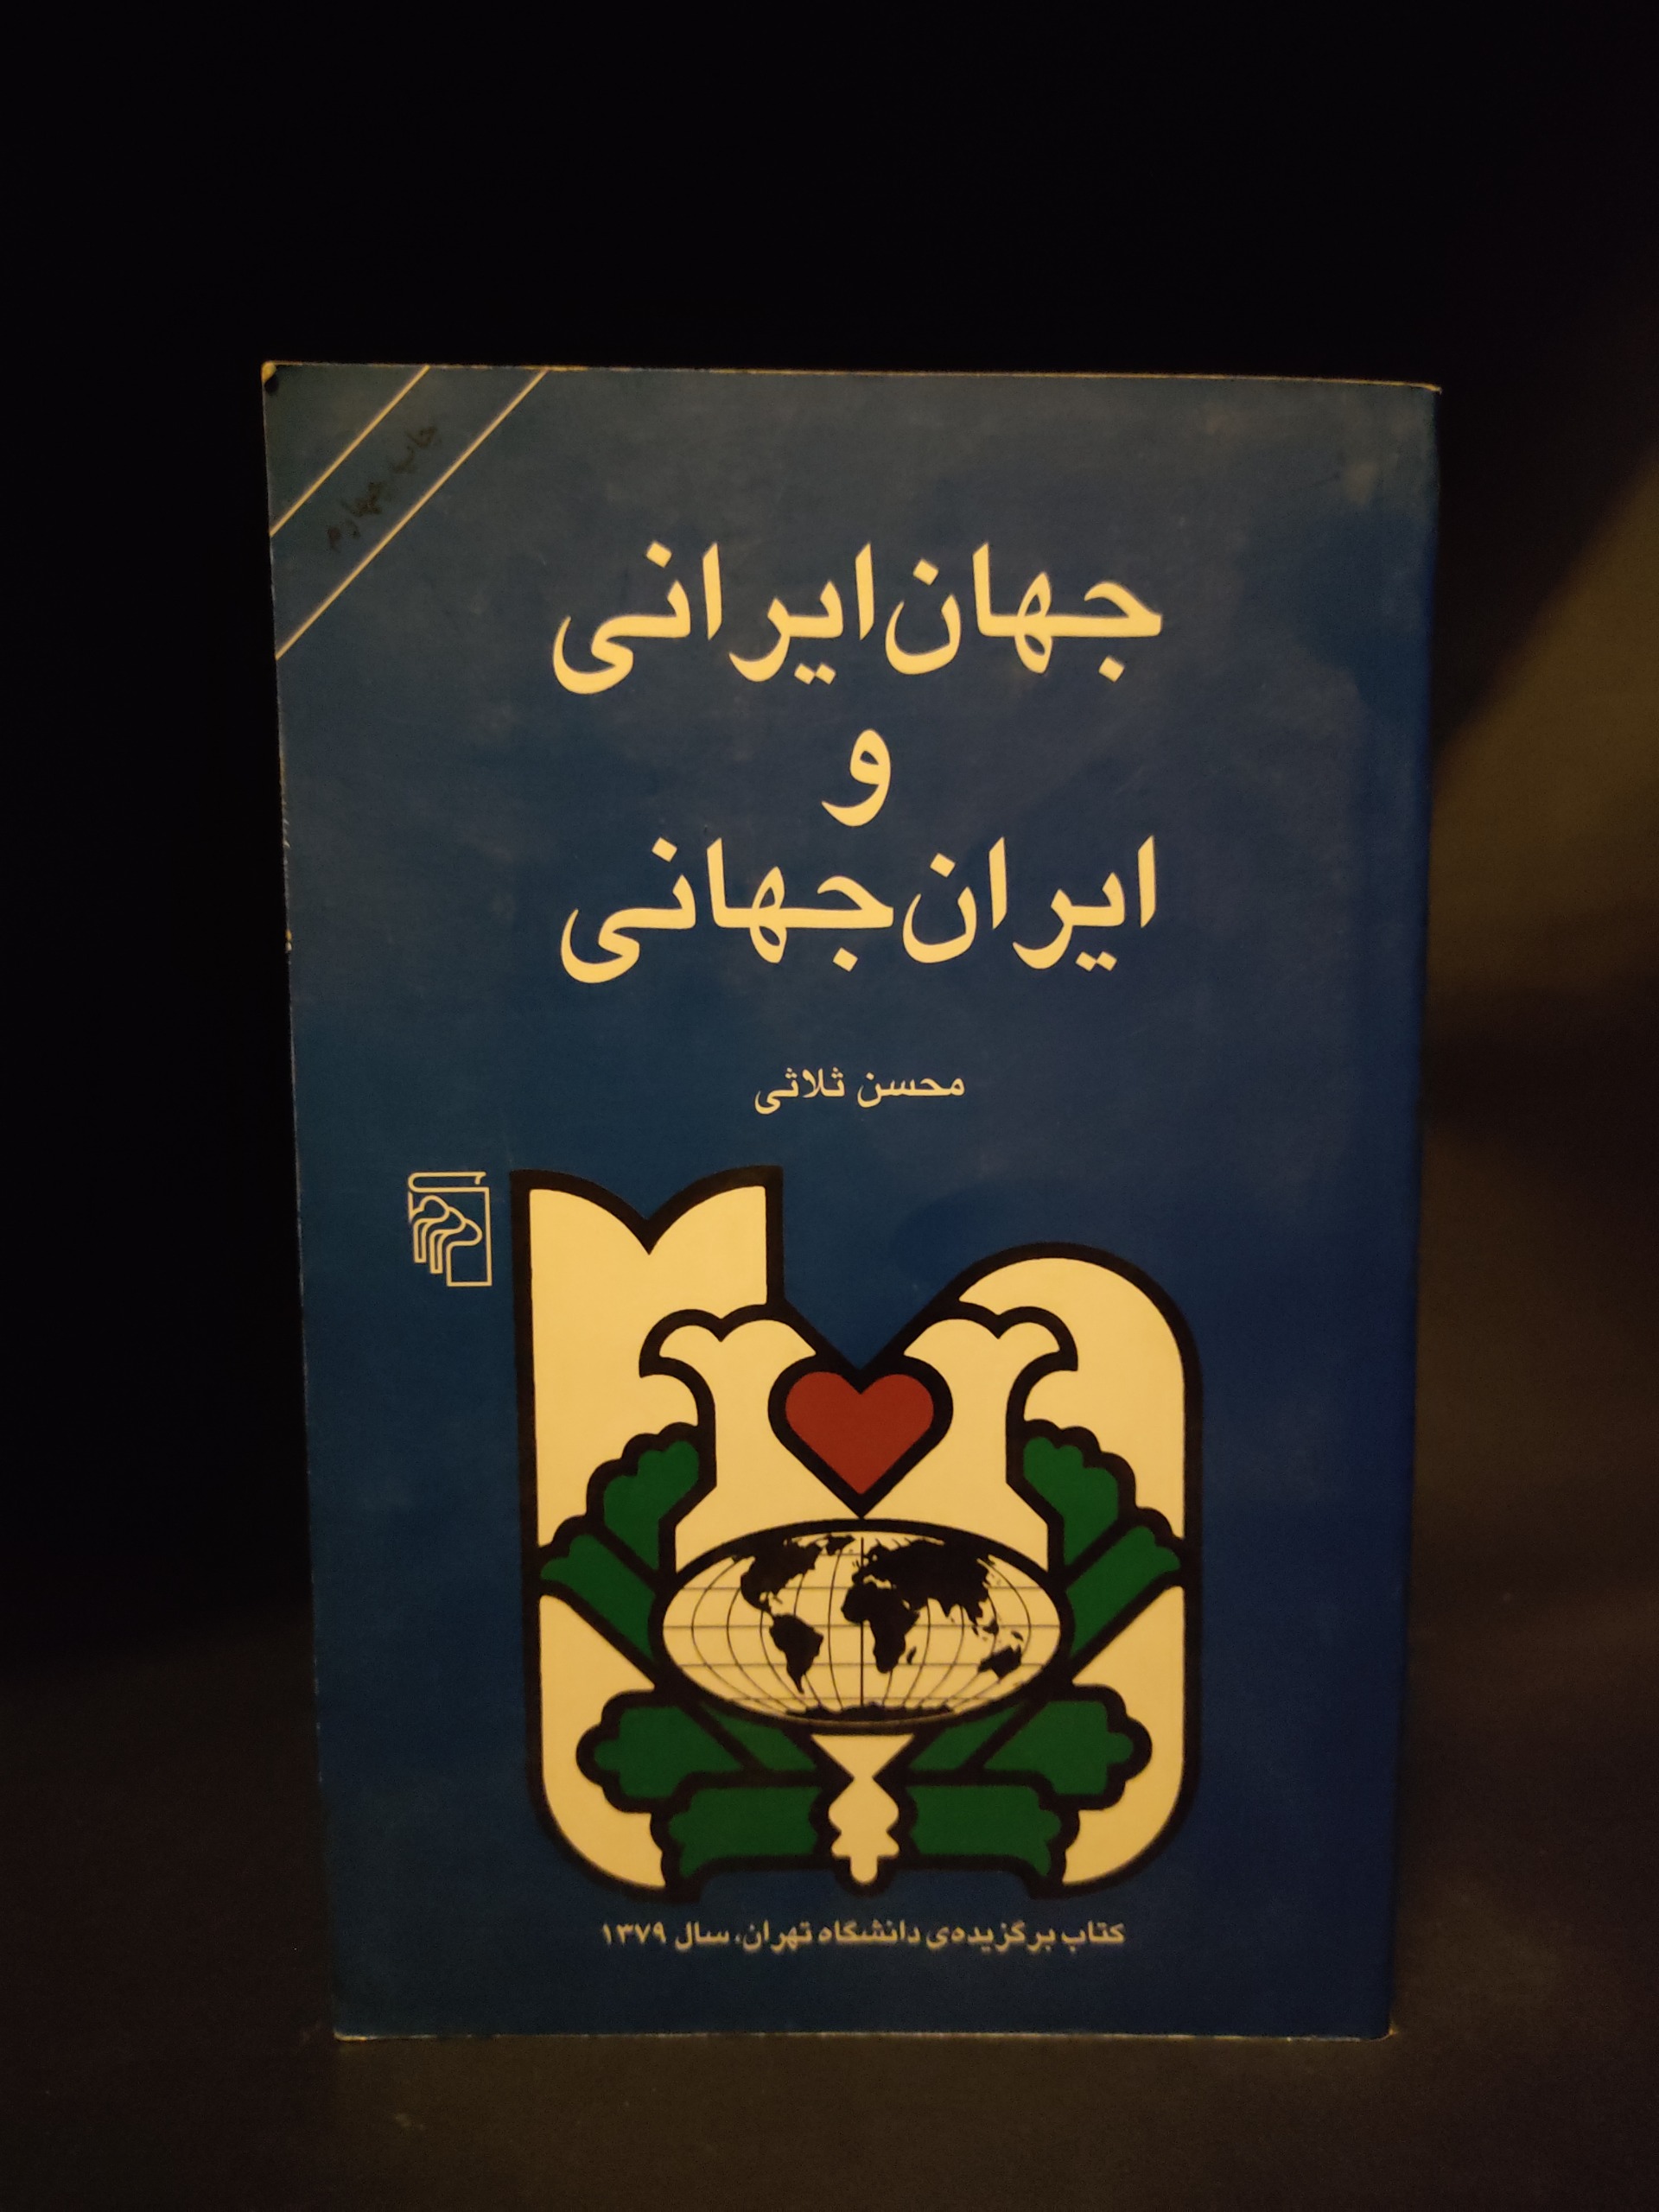 چاپ چهارم
جهان ایرانی
و
ایران جهانی
محسن ثلاثی
کتاب برگزیده‌ی دانشگاه تهران، سال ۱۳۷۹